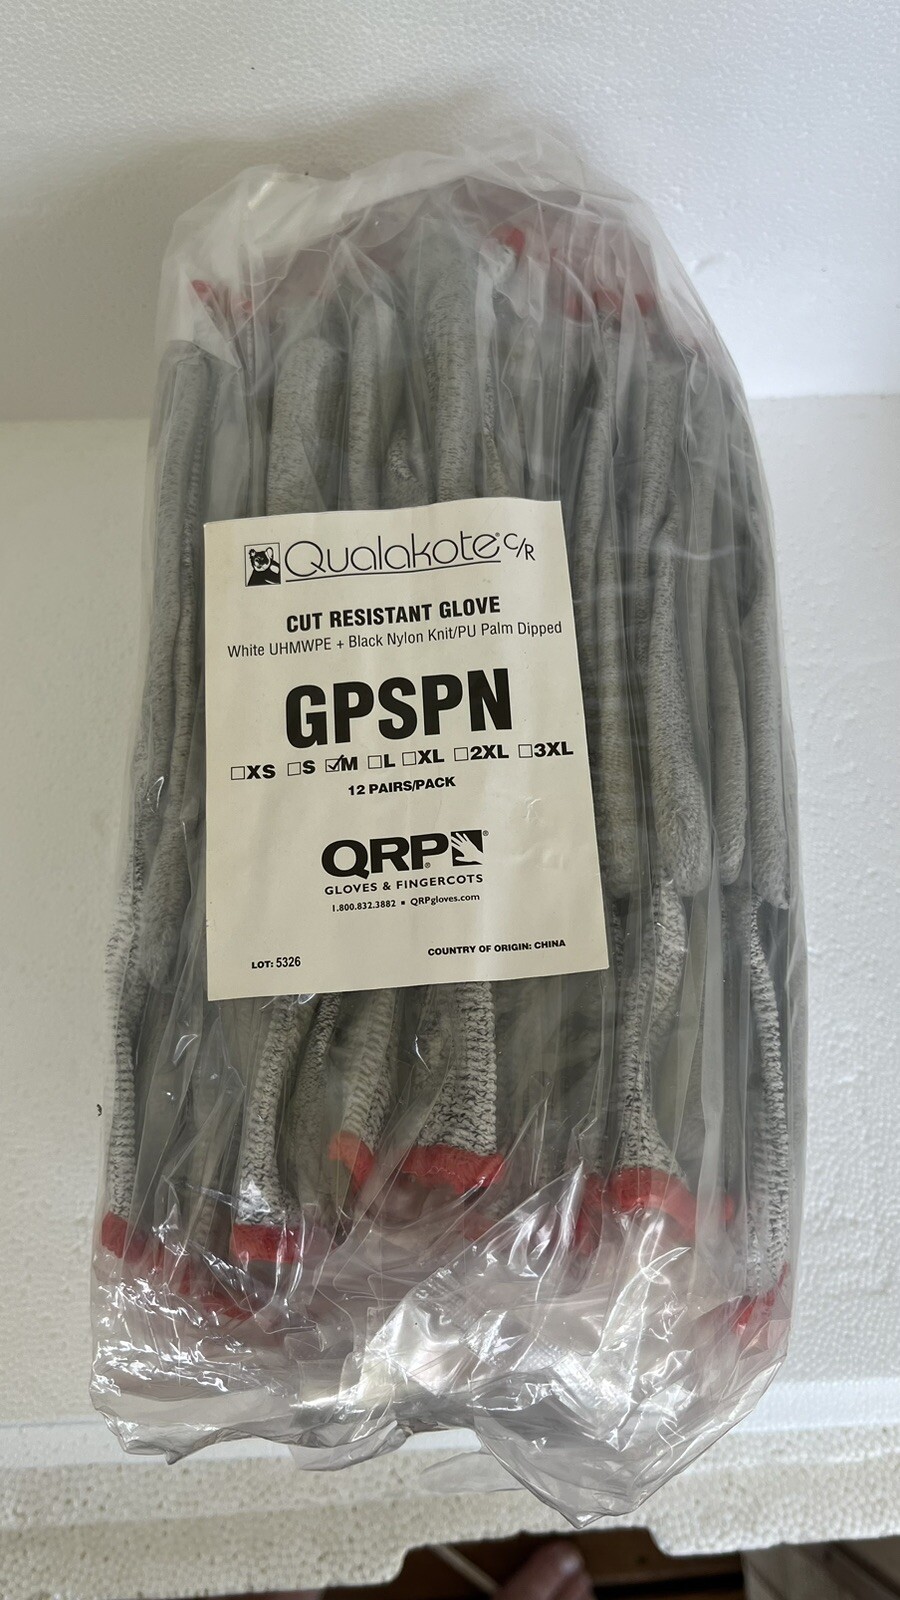 Qualakote® C/R
CUT RESISTANT GLOVE
White UHMWPE + Black Nylon Knit/PU Palm Dipped
GPSPN
☐XS ☐S ☑M ☐L ☐XL ☐2XL ☐3XL
12 PAIRS/PACK
QRP®
GLOVES & FINGERCOTS
1.800.832.3882 ▪ QRPgloves.com
LOT: 5326
COUNTRY OF ORIGIN: CHINA